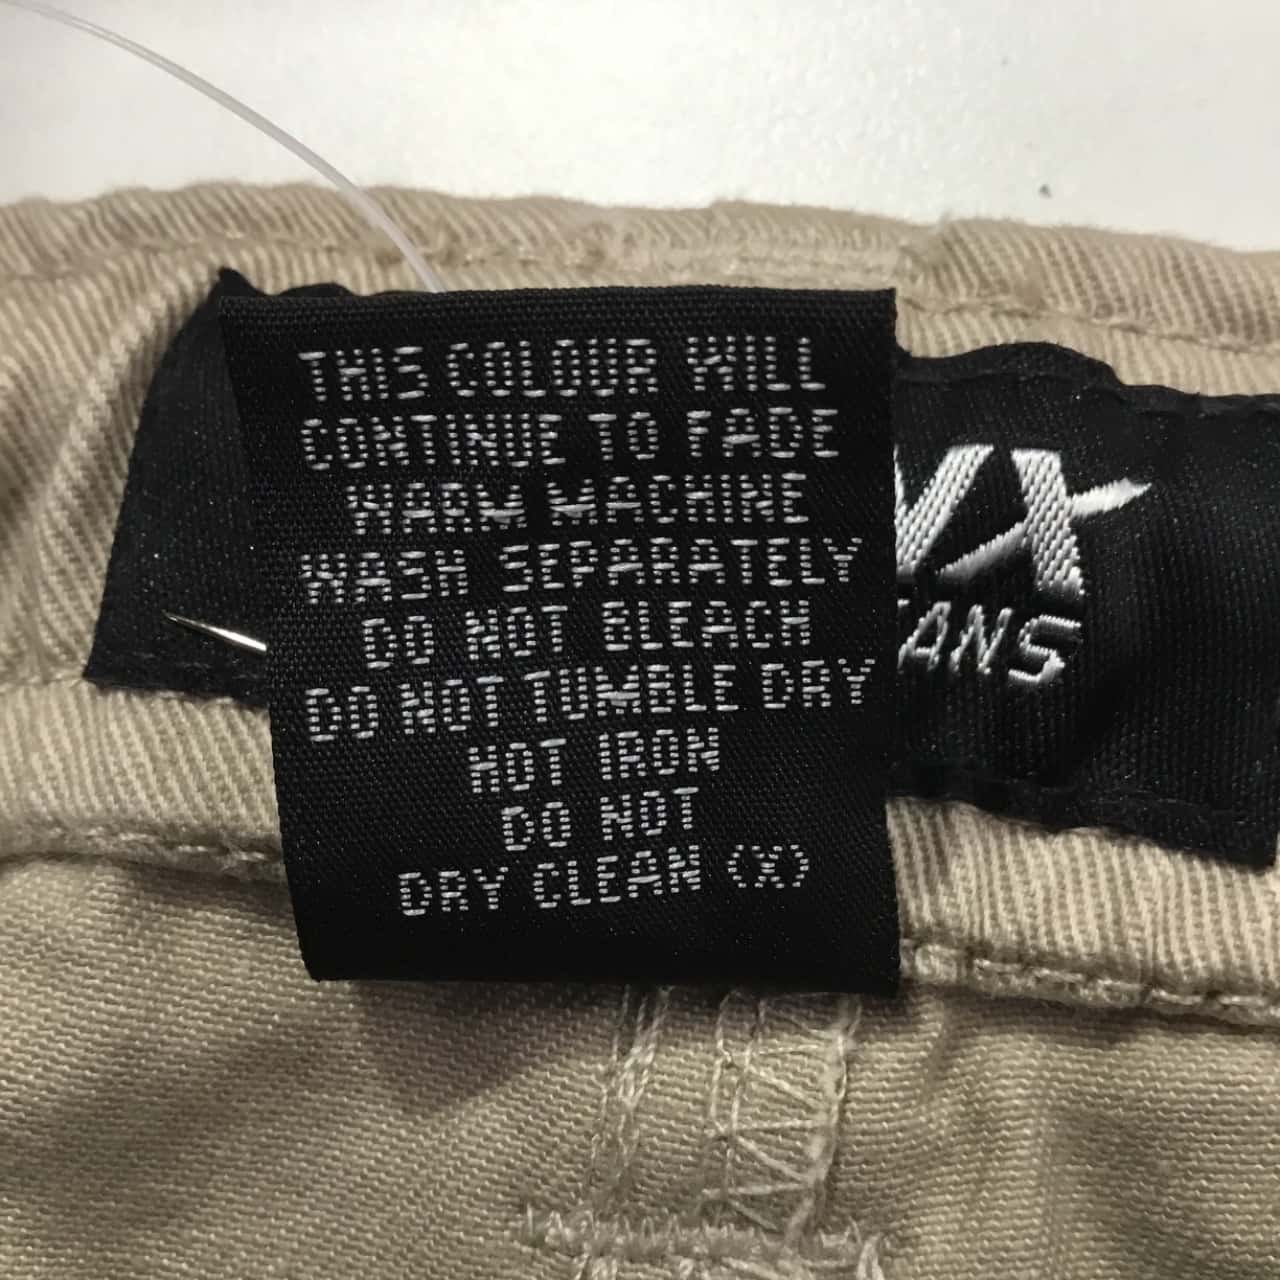 THIS COLOUR WILL
CONTINUE TO FADE
WARM MACHINE
WASH SEPARATELY
DO NOT BLEACH
DO NOT TUMBLE DRY
HOT IRON
DO NOT
DRY CLEAN (X)